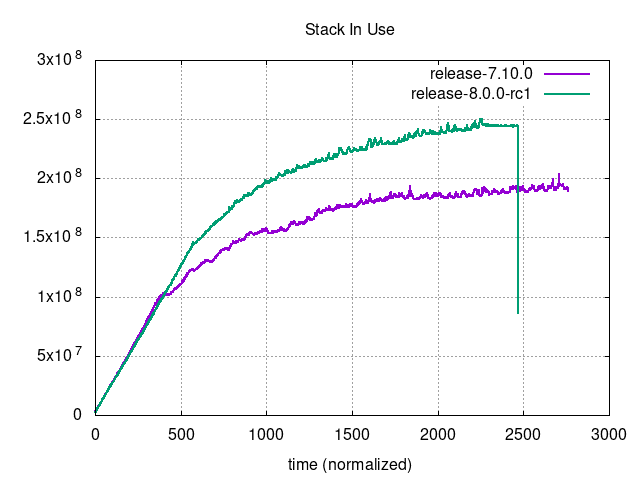 Stack In Use
3x10^8
2.5x10^8
2x10^8
1.5x10^8
1x10^8
5x10^7
0
release-7.10.0
release-8.0.0-rc1
0 500 1000 1500 2000 2500 3000
time (normalized)